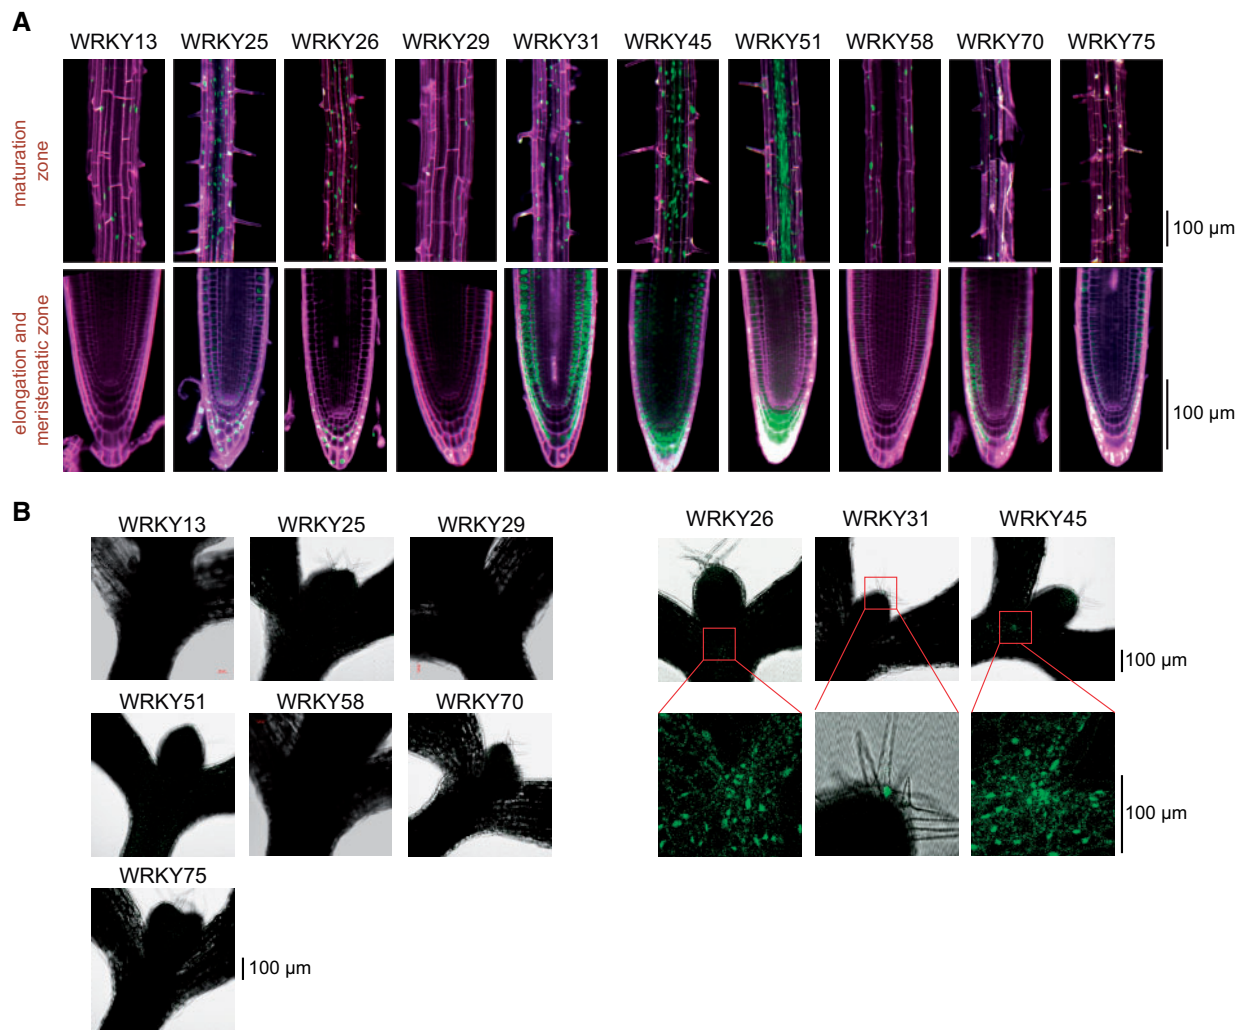 A
WRKY13 WRKY25 WRKY26 WRKY29 WRKY31 WRKY45 WRKY51 WRKY58 WRKY70 WRKY75
maturation
zone
100 µm
elongation and
meristematic zone
100 µm
B
WRKY13 WRKY25 WRKY29
WRKY26 WRKY31 WRKY45
100 µm
WRKY51 WRKY58 WRKY70
100 µm
WRKY75
100 µm